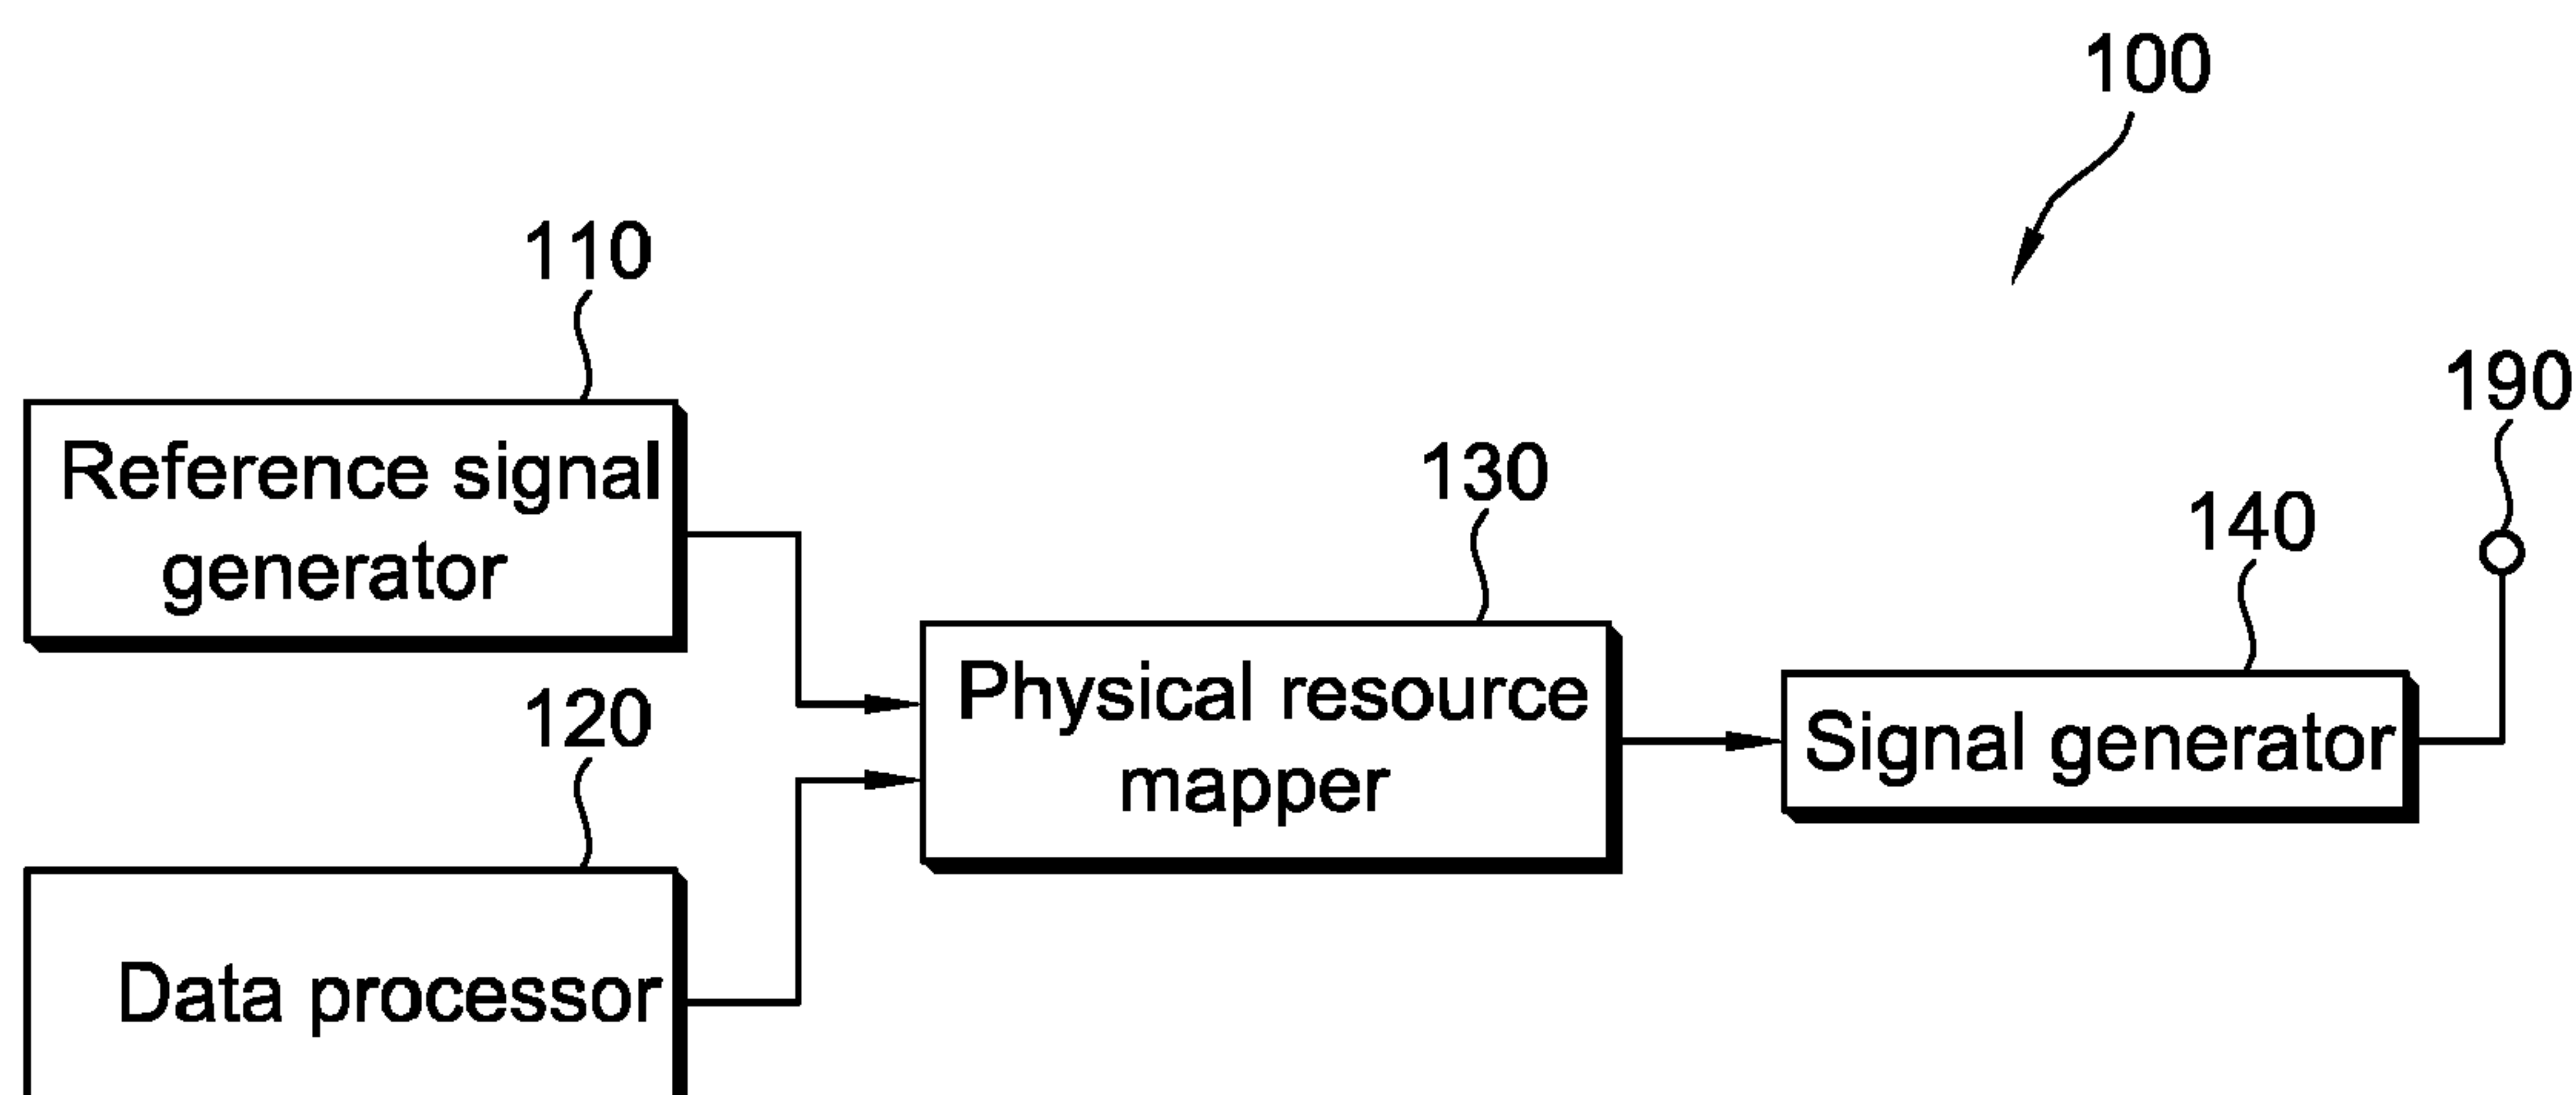 100
110
190
Reference signal
generator
130
140
120
Physical resource
mapper
Signal generator
Data processor